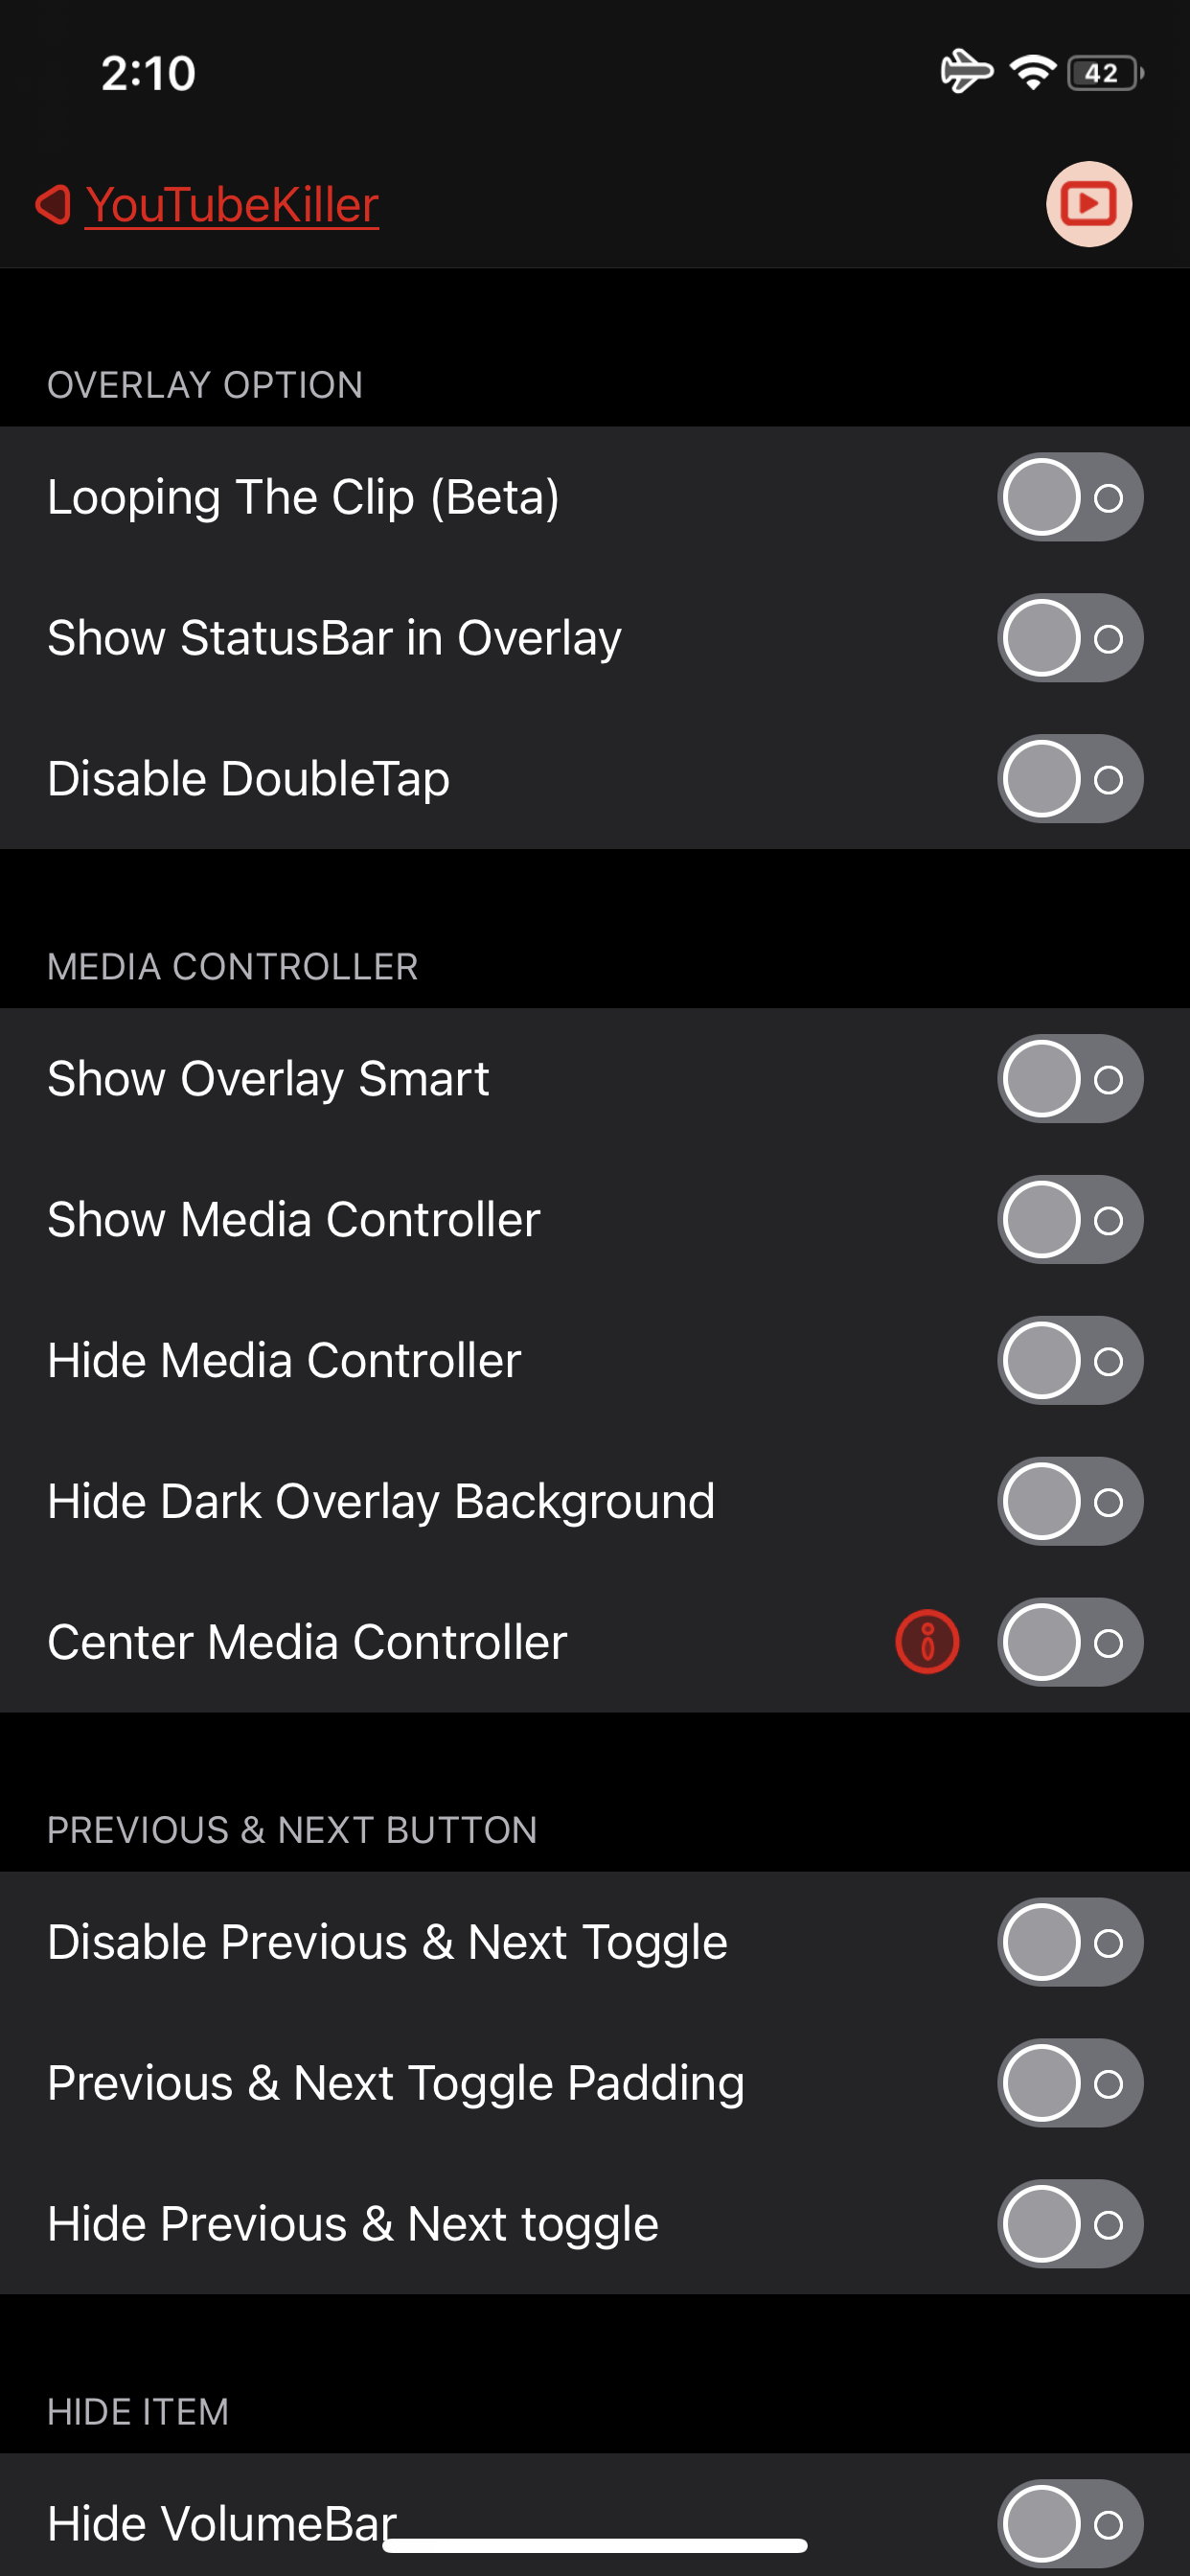 2:10
42
YouTubeKiller
OVERLAY OPTION
Looping The Clip (Beta)
Show StatusBar in Overlay
Disable DoubleTap
MEDIA CONTROLLER
Show Overlay Smart
Show Media Controller
Hide Media Controller
Hide Dark Overlay Background
Center Media Controller
PREVIOUS & NEXT BUTTON
Disable Previous & Next Toggle
Previous & Next Toggle Padding
Hide Previous & Next toggle
HIDE ITEM
Hide VolumeBar